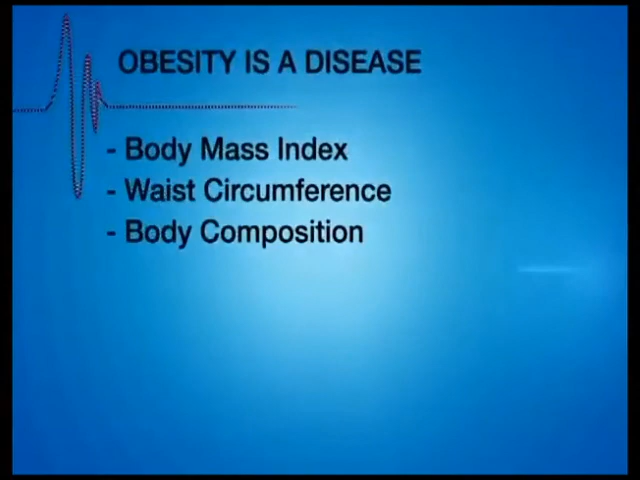 OBESITY IS A DISEASE
- Body Mass Index
- Waist Circumference
- Body Composition